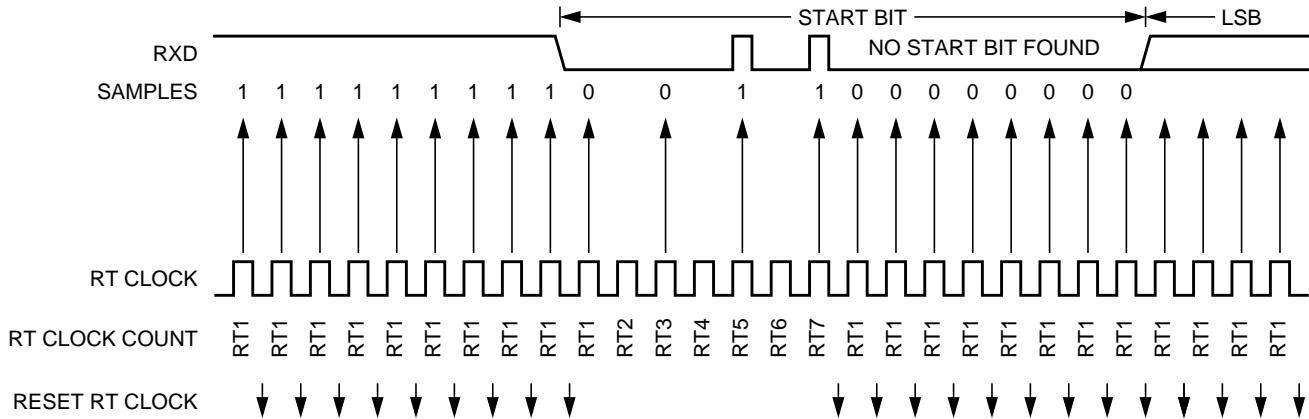 START BIT LSB
RXD NO START BIT FOUND
SAMPLES 1 1 1 1 1 1 1 1 1 0 0 1 1 0 0 0 0 0 0 0 0
RT CLOCK
RT CLOCK COUNT RT1 RT1 RT1 RT1 RT1 RT1 RT1 RT1 RT1 RT1 RT2 RT3 RT4 RT5 RT6 RT7 RT1 RT1 RT1 RT1 RT1 RT1 RT1 RT1 RT1 RT1 RT1 RT1
RESET RT CLOCK